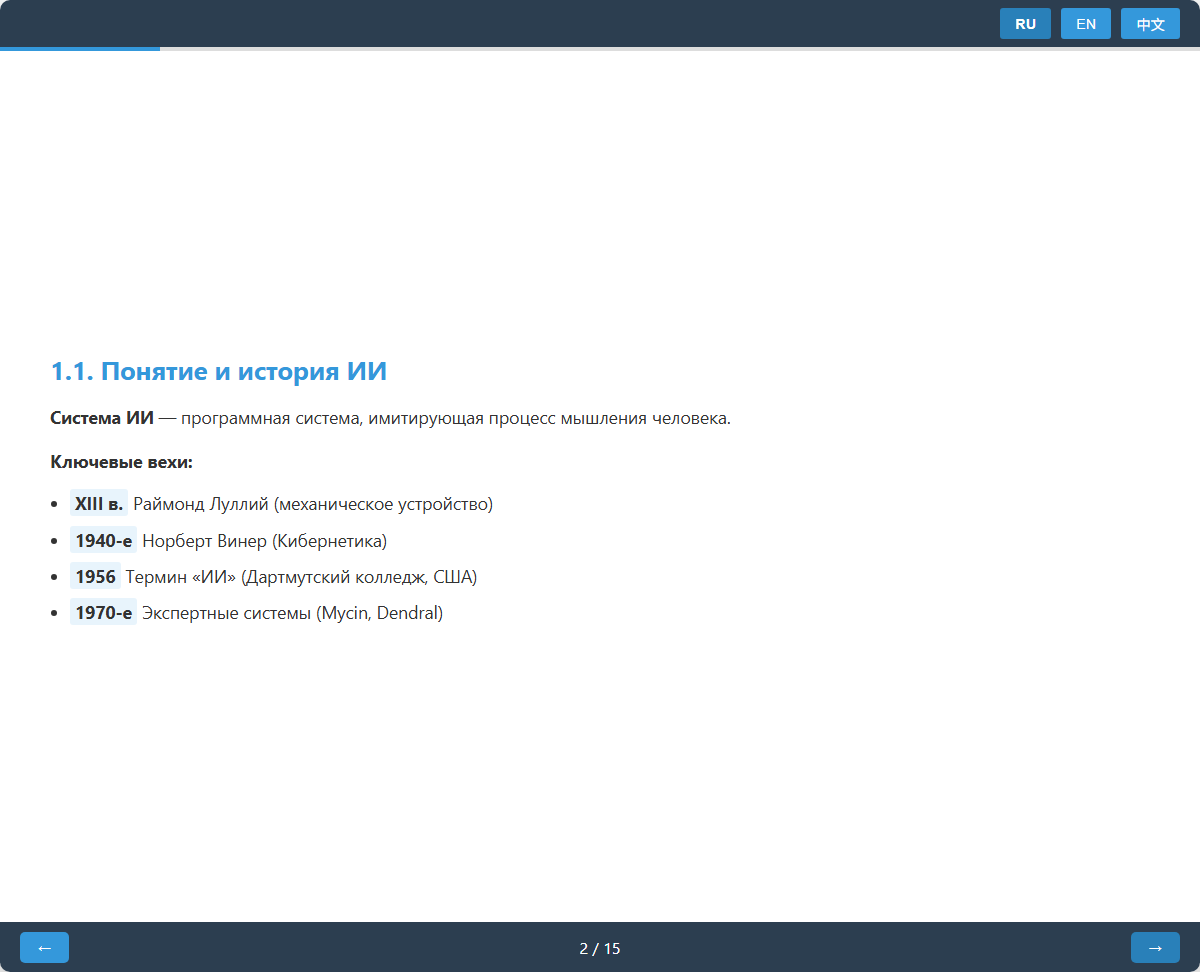 RU EN 中文
1.1. Понятие и история ИИ
Система ИИ — программная система, имитирующая процесс мышления человека.
Ключевые вехи:
• XIII в. Раймонд Луллий (механическое устройство)
• 1940-е Норберт Винер (Кибернетика)
• 1956 Термин «ИИ» (Дартмутский колледж, США)
• 1970-е Экспертные системы (Mycin, Dendral)
← 2 / 15 →